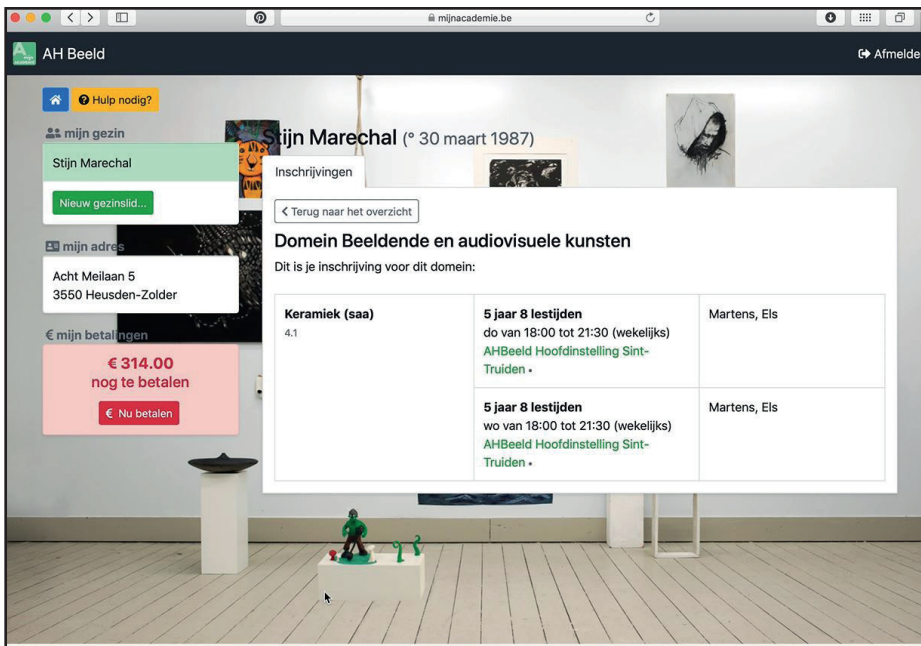 mijnacademie.be
AH Beeld
Afmelde
Hulp nodig?
mijn gezin
Stijn Marechal
Nieuw gezinslid...
mijn adres
Acht Meilaan 5
3550 Heusden-Zolder
€ mijn betalingen
€ 314.00
nog te betalen
€ Nu betalen
Stijn Marechal (° 30 maart 1987)
Inschrijvingen
Terug naar het overzicht
Domein Beeldende en audiovisuele kunsten
Dit is je inschrijving voor dit domein:
Keramiek (saa)
4.1
5 jaar 8 lestijden
do van 18:00 tot 21:30 (wekelijks)
AHBeeld Hoofdinstelling Sint-
Truiden •
Martens, Els
5 jaar 8 lestijden
wo van 18:00 tot 21:30 (wekelijks)
AHBeeld Hoofdinstelling Sint-
Truiden •
Martens, Els